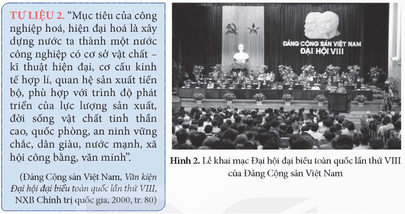 TƯ LIỆU 2. “Mục tiêu của công
nghiệp hoá, hiện đại hoá là xây
dựng nước ta thành một nước
công nghiệp có cơ sở vật chất –
kĩ thuật hiện đại, cơ cấu kinh
tế hợp lí, quan hệ sản xuất tiến
bộ, phù hợp với trình độ phát
triển của lực lượng sản xuất,
đời sống vật chất tinh thần
cao, quốc phòng, an ninh vững
chắc, dân giàu, nước mạnh, xã
hội công bằng, văn minh”.
(Đảng Cộng sản Việt Nam, Văn kiện
Đại hội đại biểu toàn quốc lần thứ VIII,
NXB Chính trị quốc gia, 2000, tr. 80)
ĐẢNG CỘNG SẢN VIỆT NAM
ĐẠI HỘI VIII
Hình 2. Lễ khai mạc Đại hội đại biểu toàn quốc lần thứ VIII
của Đảng Cộng sản Việt Nam